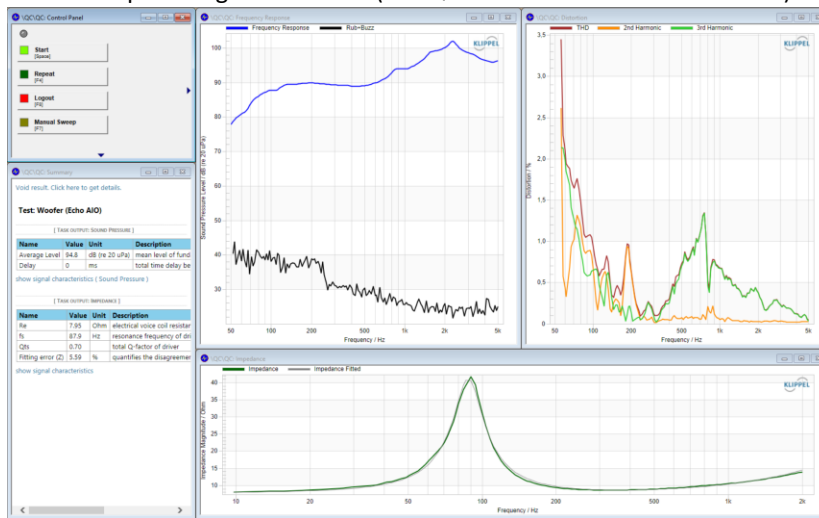 \QC\QC: Control Panel
Start
[Space]
Repeat
[F4]
Logout
[F6]
Manual Sweep
[F7]
\QC\QC: Summary
Void result. Click here to get details.
Test: Woofer (Echo AIO)
[ TASK OUTPUT: SOUND PRESSURE ]
Name Value Unit Description
Average Level 94.8 dB (re 20 uPa) mean level of fund
Delay 0 ms total time delay be
show signal characteristics ( Sound Pressure )
[ TASK OUTPUT: IMPEDANCE ]
Name Value Unit Description
Re 7.95 Ohm electrical voice coil resistar
fs 87.9 Hz resonance frequency of dri
Qts 0.70 total Q-factor of driver
Fitting error (Z) 5.59 % quantifies the disagreemer
show signal characteristics
\QC\QC: Frequency Response
Frequency Response Rub+Buzz
KLIPPEL
Sound Pressure Level / dB (re 20 uPa)
100
90
80
70
60
50
40
30
50 100 200 500 1k 2k 5k
Frequency / Hz
\QC\QC: Distortion
THD 2nd Harmonic 3rd Harmonic
KLIPPEL
Distortion / %
3,5
3,0
2,5
2,0
1,5
1,0
0,5
0
50 100 200 500 1k 2k 5k
Frequency / Hz
\QC\QC: Impedance
Impedance Impedance Fitted
KLIPPEL
Impedance Magnitude / Ohm
40
35
30
25
20
15
10
10 20 50 100 200 500 1k 2k
Frequency / Hz